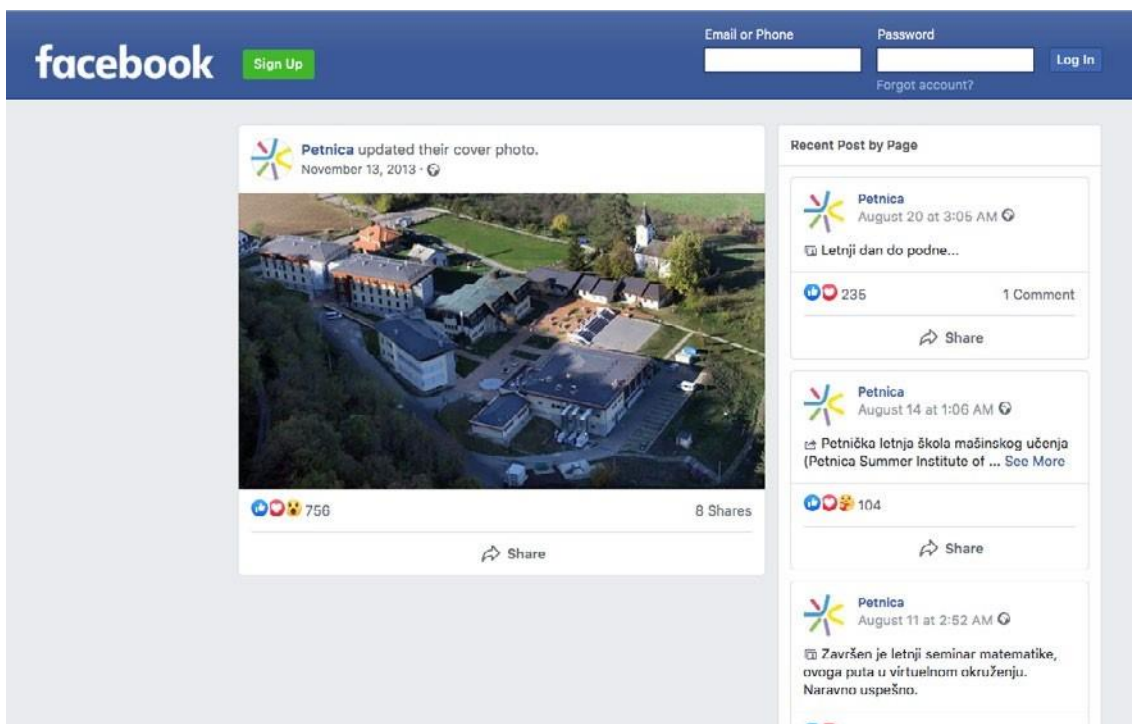 facebook
Sign Up
Email or Phone
Password
Log In
Forgot account?
Petnica updated their cover photo.
November 13, 2013 ·
756
8 Shares
Share
Recent Post by Page
Petnica
August 20 at 3:05 AM
Letnji dan do podne...
235
1 Comment
Share
Petnica
August 14 at 1:06 AM
Petnička letnja škola mašinskog učenja
(Petnica Summer Institute of ... See More
104
Share
Petnica
August 11 at 2:52 AM
Završen je letnji seminar matematike,
ovoga puta u virtuelnom okruženju.
Naravno uspešno.